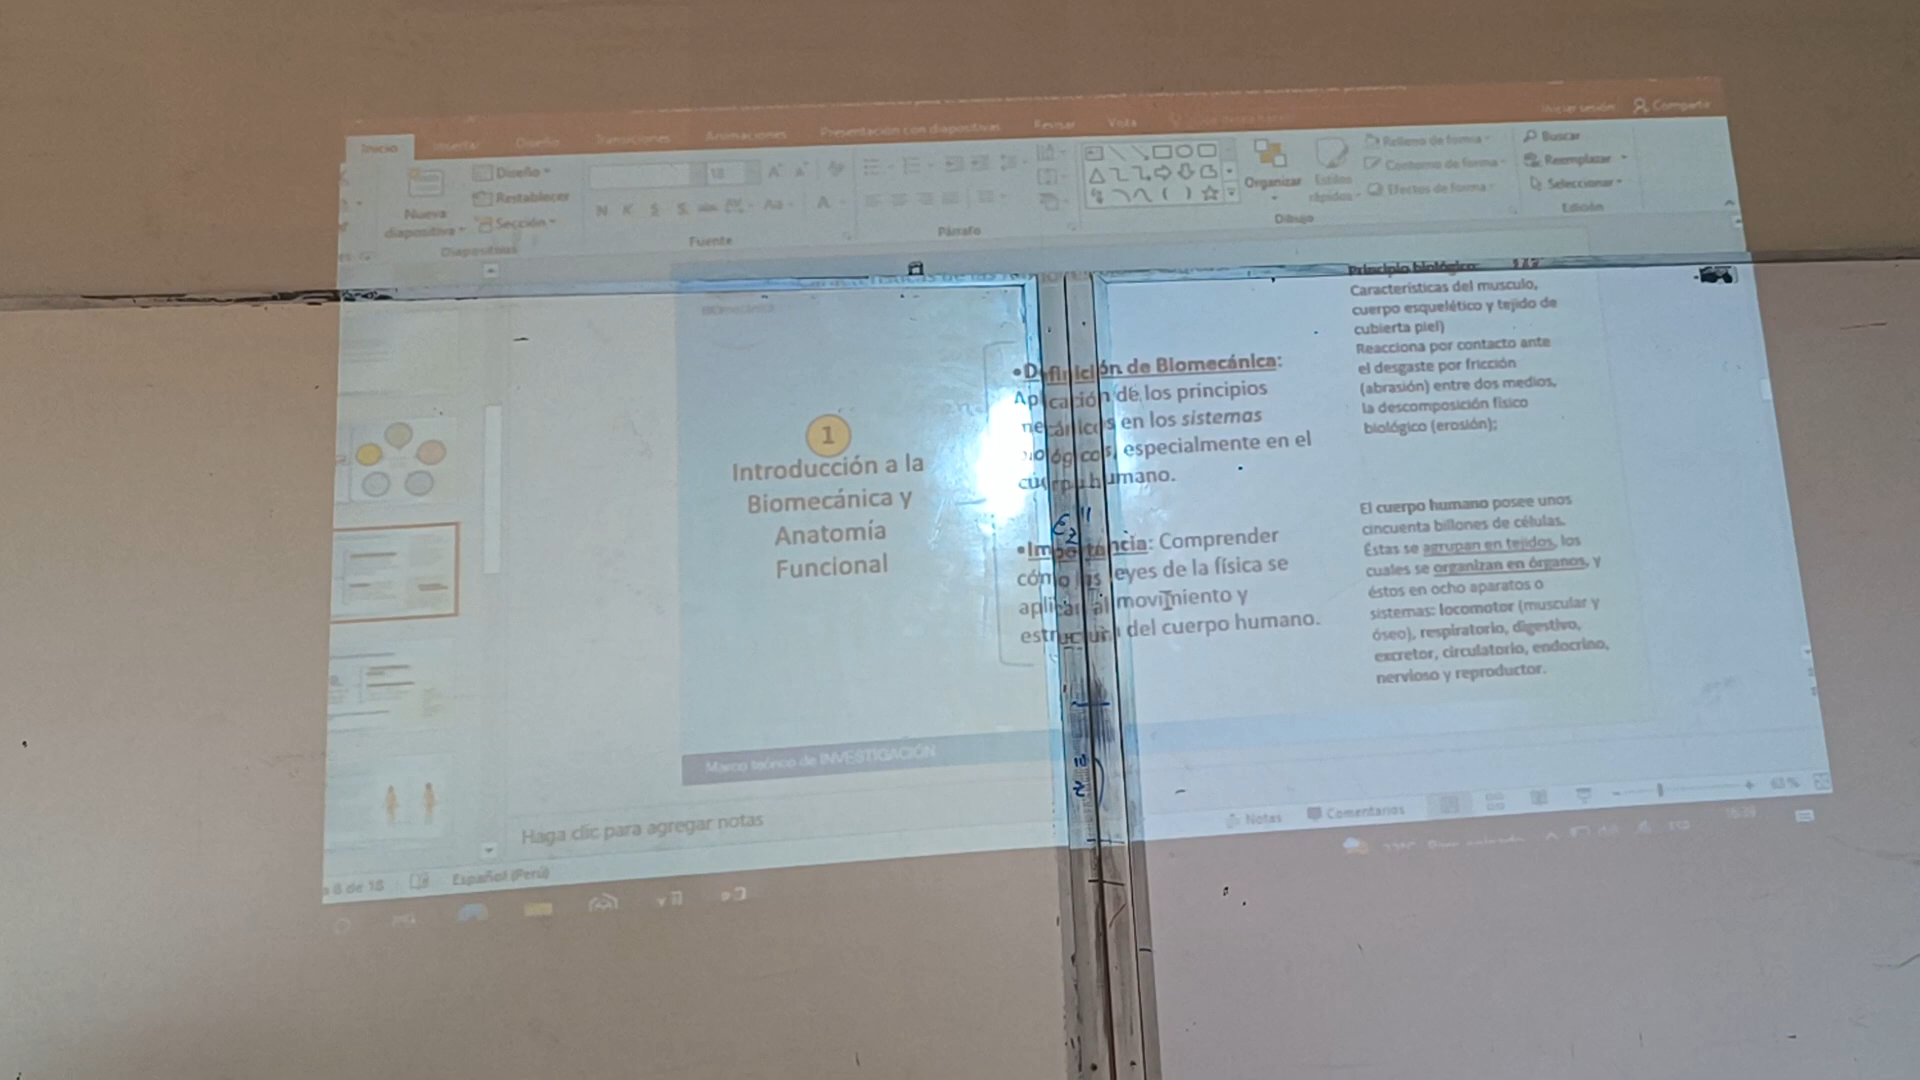 Inicio
Insertar
Diseño
Transiciones
Animaciones
Presentación con diapositivas
Revisar
Vista
Iniciar sesión
Compartir
Nueva
diapositiva
Diseño
Restablecer
Sección
Diapositivas
18
N K S S abc Aa A
Fuente
Párrafo
Organizar
Estilos
rápidos
Relleno de forma
Contorno de forma
Efectos de forma
Dibujo
Buscar
Reemplazar
Seleccionar
Edición
1
Introducción a la
Biomecánica y
Anatomía
Funcional
•Definición de Biomecánica:
Aplicación de los principios
mecánicos en los sistemas
biológicos, especialmente en el
cuerpo humano.
•Importancia: Comprender
cómo las leyes de la física se
aplican al movimiento y
estructura del cuerpo humano.
Principio biológico:
Características del musculo,
cuerpo esquelético y tejido de
cubierta piel)
Reacciona por contacto ante
el desgaste por fricción
(abrasión) entre dos medios,
la descomposición físico
biológico (erosión);
El cuerpo humano posee unos
cincuenta billones de células.
Éstas se agrupan en tejidos, los
cuales se organizan en órganos, y
éstos en ocho aparatos o
sistemas: locomotor (muscular y
óseo), respiratorio, digestivo,
excretor, circulatorio, endocrino,
nervioso y reproductor.
Marco teórico de INVESTIGACIÓN
Haga clic para agregar notas
6 de 18
Español (Perú)
Notas
Comentarios
63%